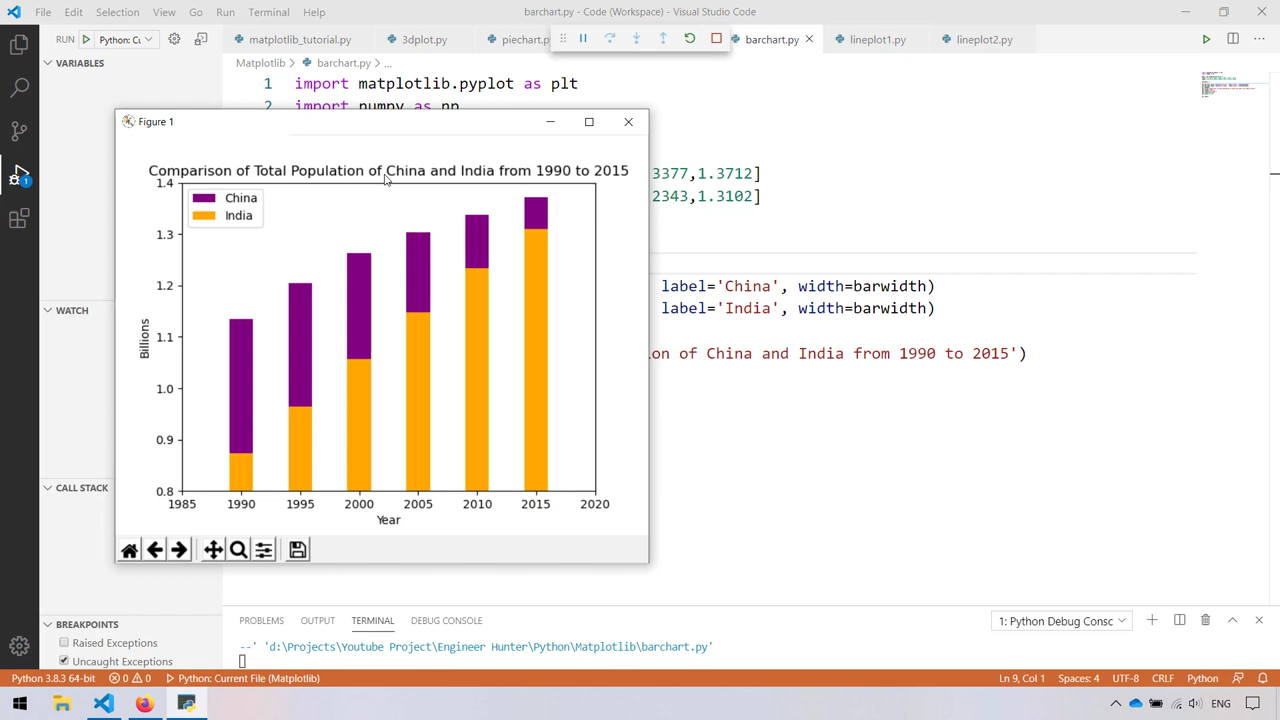 File Edit Selection View Go Run Terminal Help
barchart.py - Code (Workspace) - Visual Studio Code
RUN Python: Cu
matplotlib_tutorial.py
3dplot.py
piechart.p
barchart.py
lineplot1.py
lineplot2.py
VARIABLES
Matplotlib > barchart.py > ...
1 import matplotlib.pyplot as plt
2 import numpy as np
Figure 1
3377,1.3712]
2343,1.3102]
label='China', width=barwidth)
label='India', width=barwidth)
on of China and India from 1990 to 2015')
Comparison of Total Population of China and India from 1990 to 2015
China
India
1.4
1.3
1.2
1.1
1.0
0.9
0.8
Billions
1985 1990 1995 2000 2005 2010 2015 2020
Year
WATCH
CALL STACK
BREAKPOINTS
Raised Exceptions
Uncaught Exceptions
PROBLEMS OUTPUT TERMINAL DEBUG CONSOLE
1: Python Debug Consc
--' 'd:\Projects\Youtube Project\Engineer Hunter\Python\Matplotlib\barchart.py'
Python 3.8.3 64-bit 0 0 Python: Current File (Matplotlib)
Ln 9, Col 1 Spaces: 4 UTF-8 CRLF Python
ENG
1